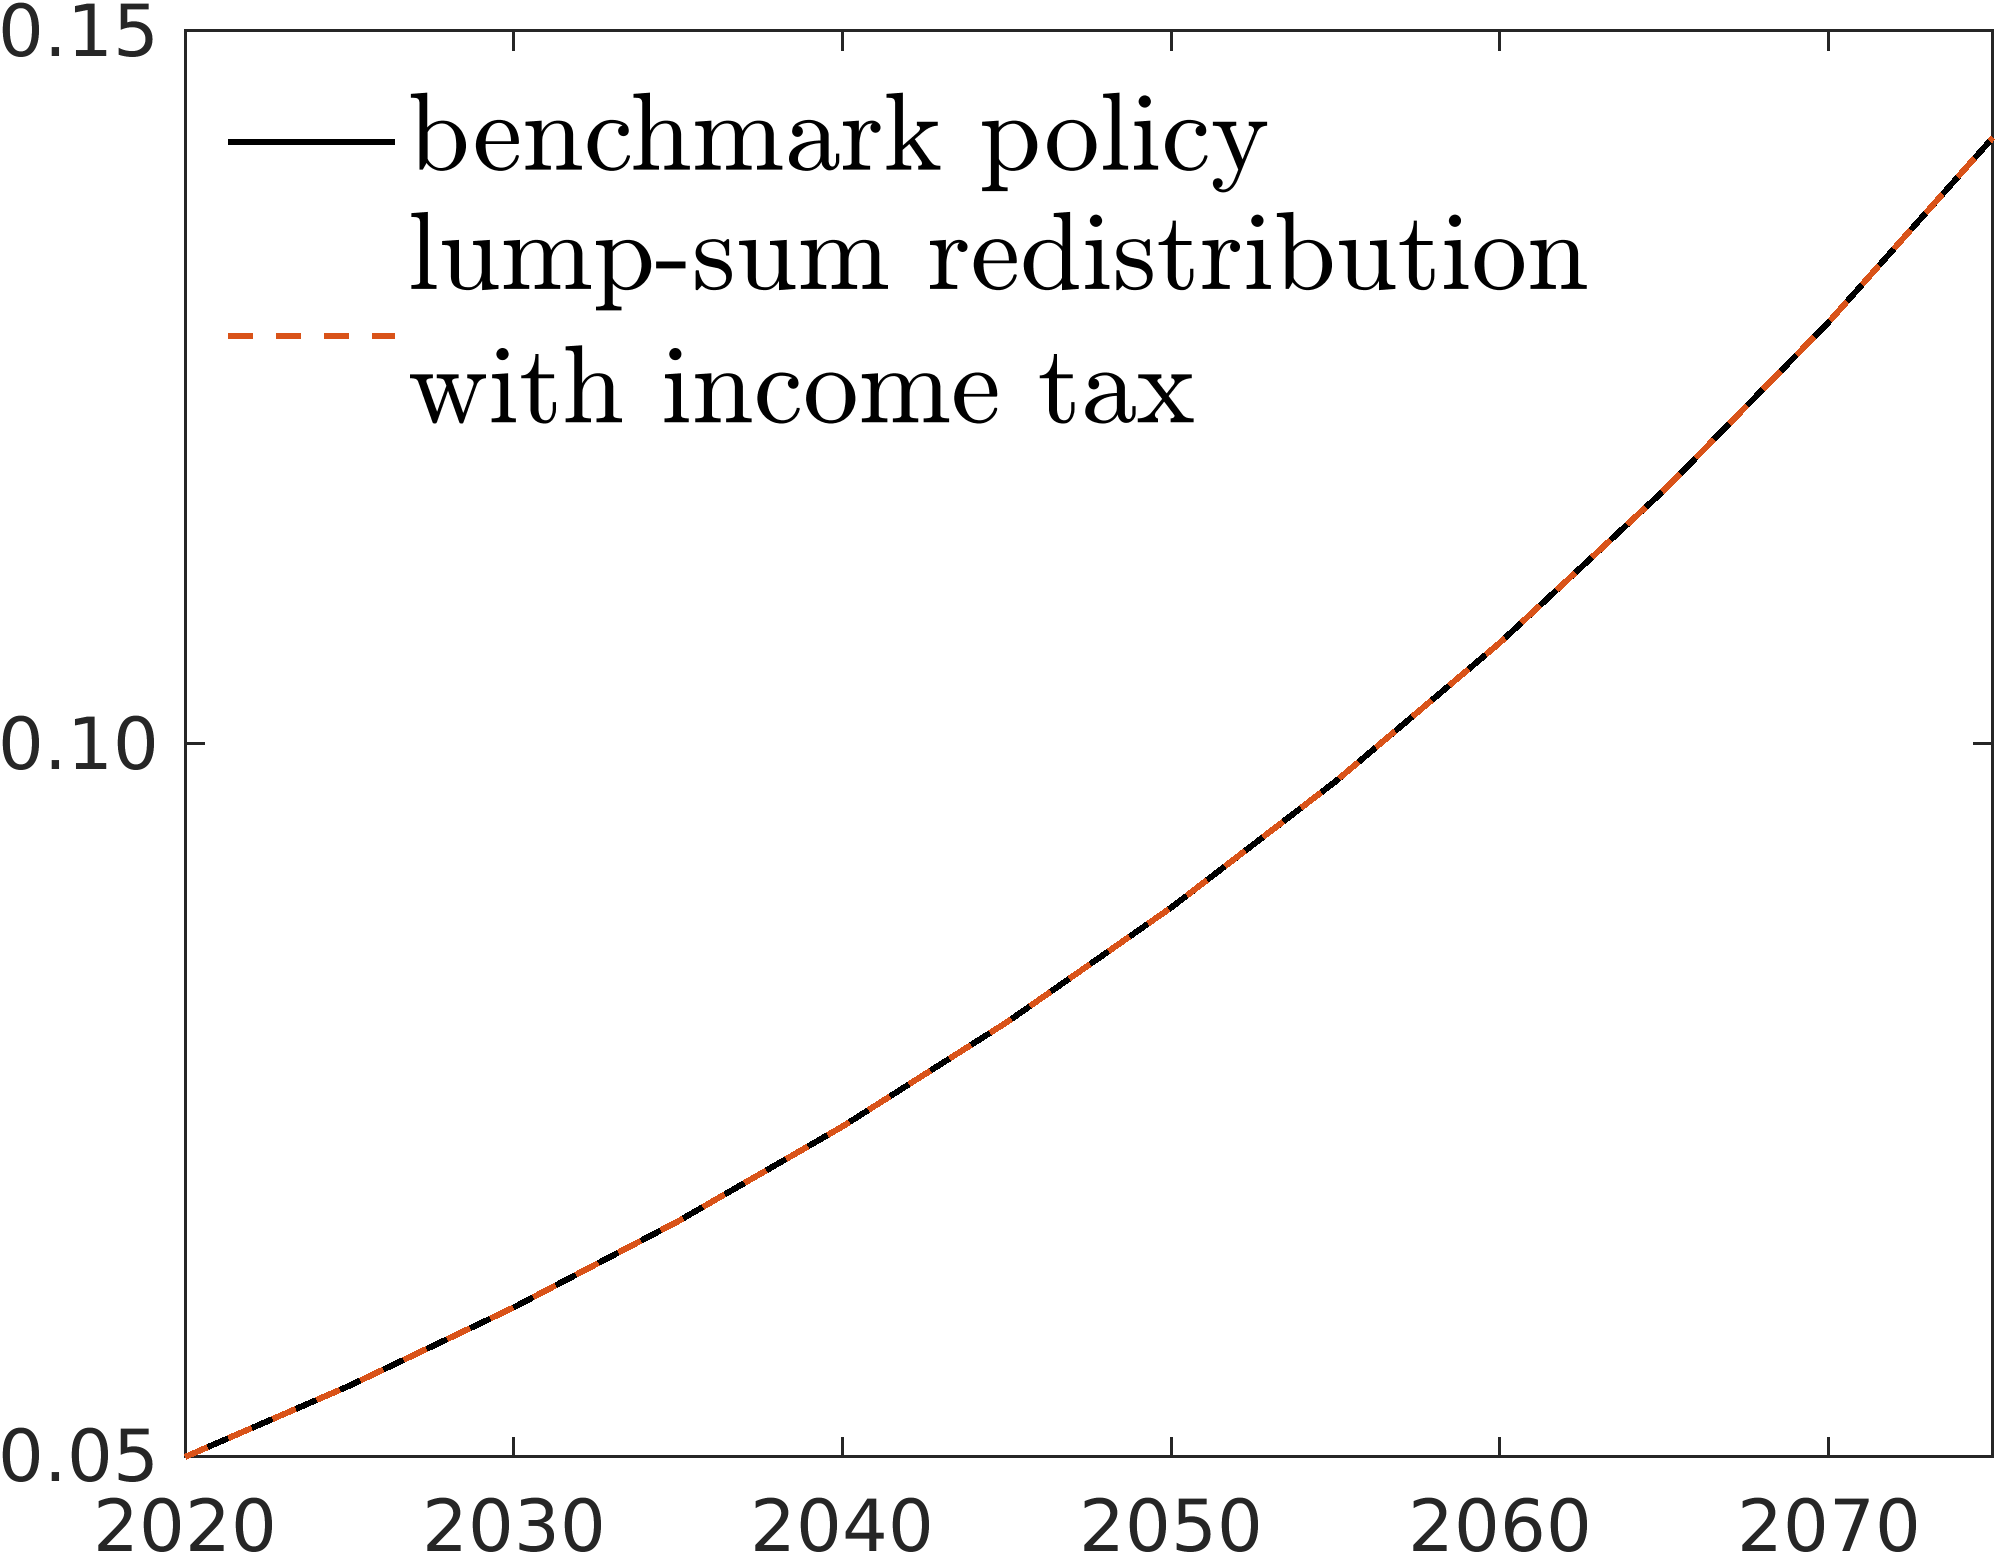 0.15
benchmark policy
lump-sum redistribution
with income tax
0.10
0.05
2020 2030 2040 2050 2060 2070